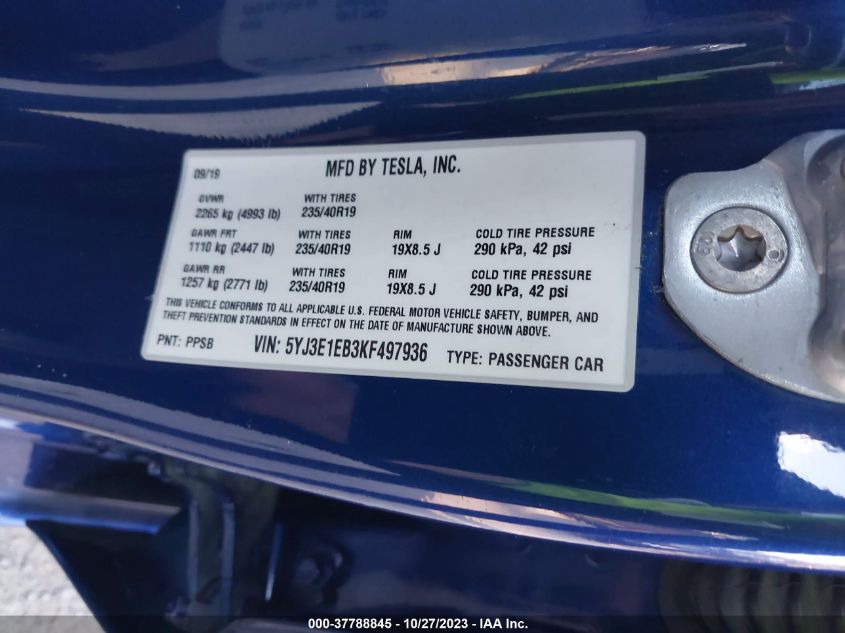 09/19 MFD BY TESLA, INC.
GVWR WITH TIRES
2265 kg (4993 lb) 235/40R19
GAWR FRT WITH TIRES RIM COLD TIRE PRESSURE
1110 kg (2447 lb) 235/40R19 19X8.5 J 290 kPa, 42 psi
GAWR RR WITH TIRES RIM COLD TIRE PRESSURE
1257 kg (2771 lb) 235/40R19 19X8.5 J 290 kPa, 42 psi
THIS VEHICLE CONFORMS TO ALL APPLICABLE U.S. FEDERAL MOTOR VEHICLE SAFETY, BUMPER, AND
THEFT PREVENTION STANDARDS IN EFFECT ON THE DATE OF MANUFACTURE SHOWN ABOVE.
PNT: PPSB VIN: 5YJ3E1EB3KF497936 TYPE: PASSENGER CAR
000-37788845 - 10/27/2023 - IAA Inc.